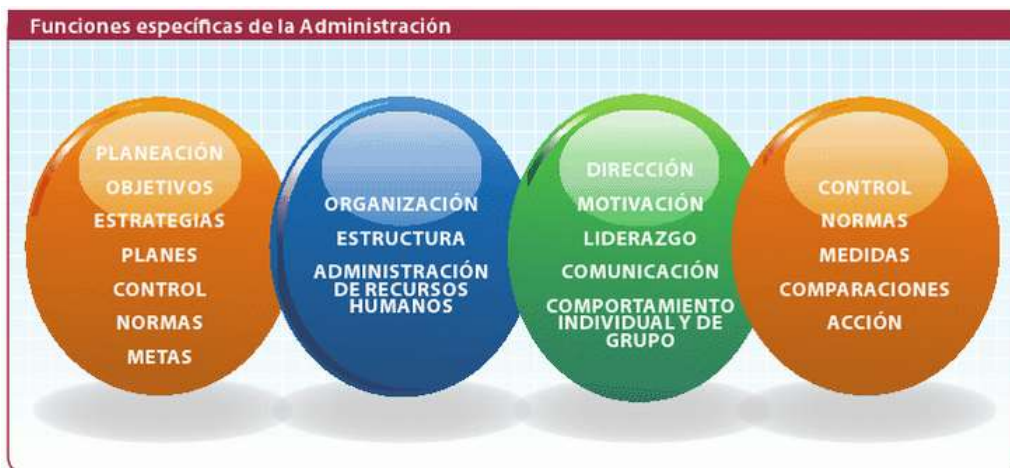 Funciones específicas de la Administración
PLANEACIÓN
OBJETIVOS
ESTRATEGIAS
PLANES
CONTROL
NORMAS
METAS
ORGANIZACIÓN
ESTRUCTURA
ADMINISTRACIÓN
DE RECURSOS
HUMANOS
DIRECCIÓN
MOTIVACIÓN
LIDERAZGO
COMUNICACIÓN
COMPORTAMIENTO
INDIVIDUAL Y DE
GRUPO
CONTROL
NORMAS
MEDIDAS
COMPARACIONES
ACCIÓN